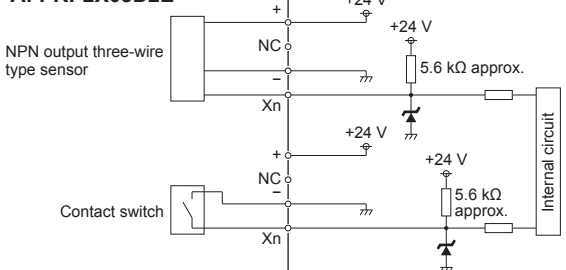 +24 V
+
+24 V
NPN output three-wire
type sensor
NC
5.6 kΩ approx.
−
Xn
Internal circuit
+24 V
+
+24 V
NC
−
5.6 kΩ
approx.
Contact switch
Xn